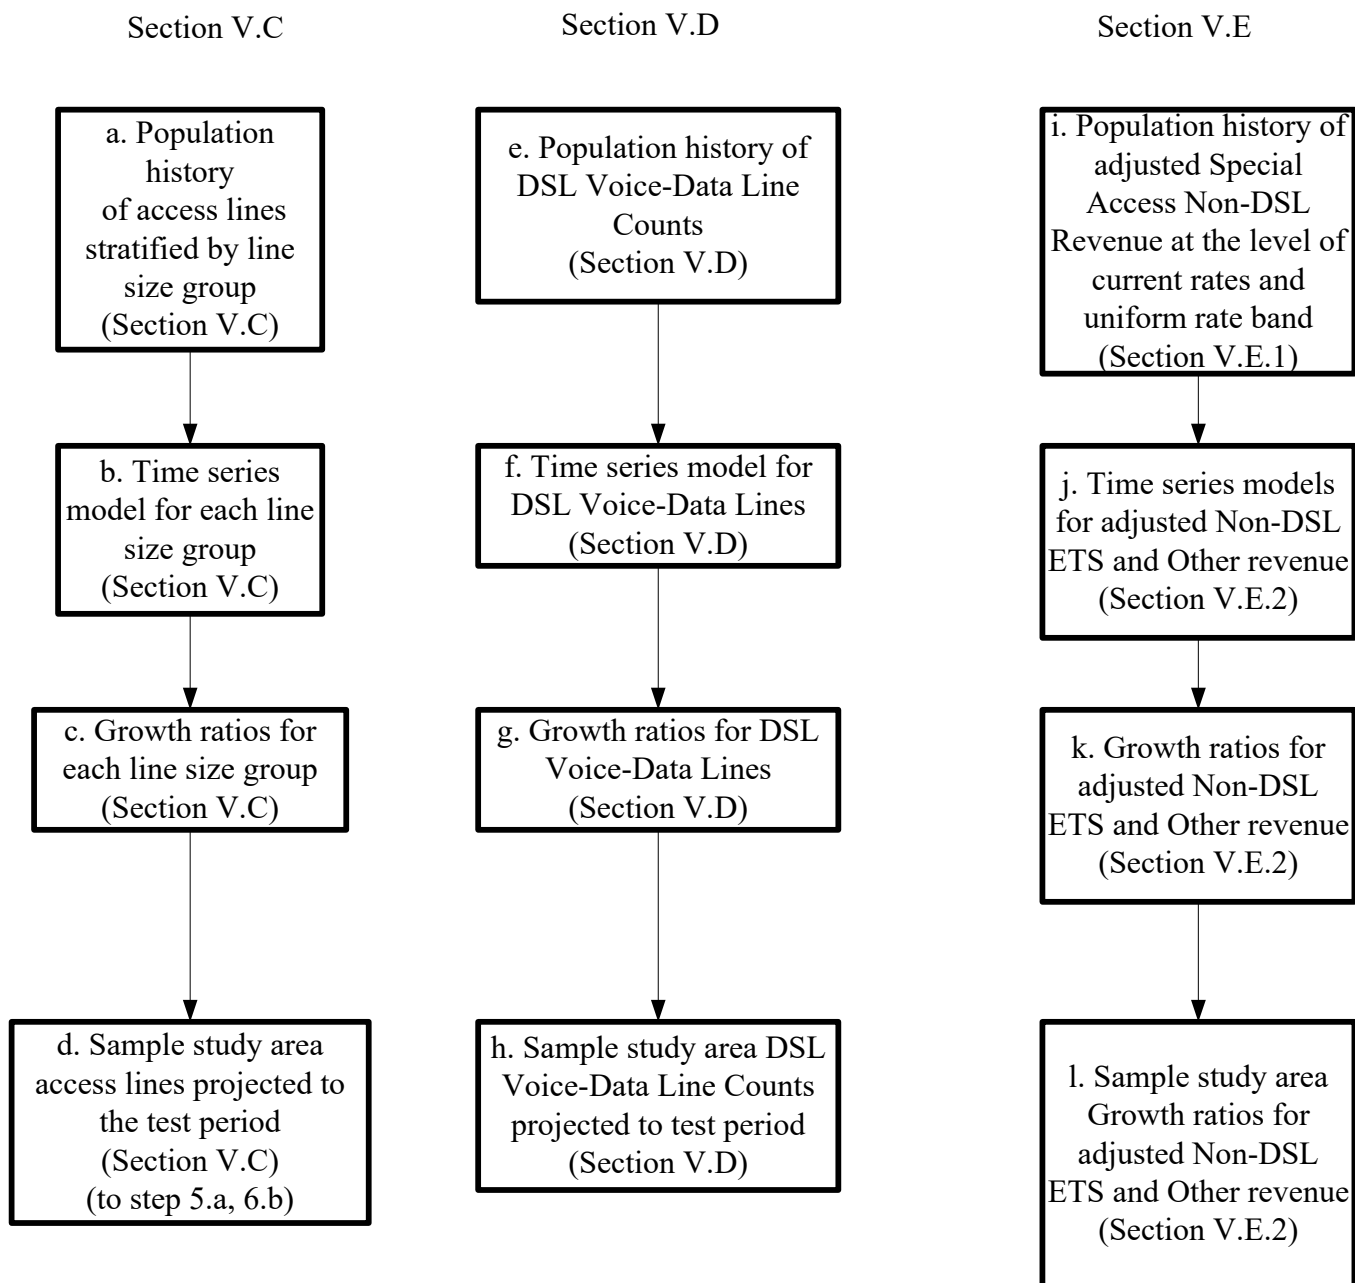 Section V.C
Section V.D
Section V.E
a. Population
history
of access lines
stratified by line
size group
(Section V.C)
b. Time series
model for each line
size group
(Section V.C)
c. Growth ratios for
each line size group
(Section V.C)
d. Sample study area
access lines projected to
the test period
(Section V.C)
(to step 5.a, 6.b)
e. Population history of
DSL Voice-Data Line
Counts
(Section V.D)
f. Time series model for
DSL Voice-Data Lines
(Section V.D)
g. Growth ratios for DSL
Voice-Data Lines
(Section V.D)
h. Sample study area DSL
Voice-Data Line Counts
projected to test period
(Section V.D)
i. Population history of
adjusted Special
Access Non-DSL
Revenue at the level of
current rates and
uniform rate band
(Section V.E.1)
j. Time series models
for adjusted Non-DSL
ETS and Other revenue
(Section V.E.2)
k. Growth ratios for
adjusted Non-DSL
ETS and Other revenue
(Section V.E.2)
l. Sample study area
Growth ratios for
adjusted Non-DSL
ETS and Other revenue
(Section V.E.2)